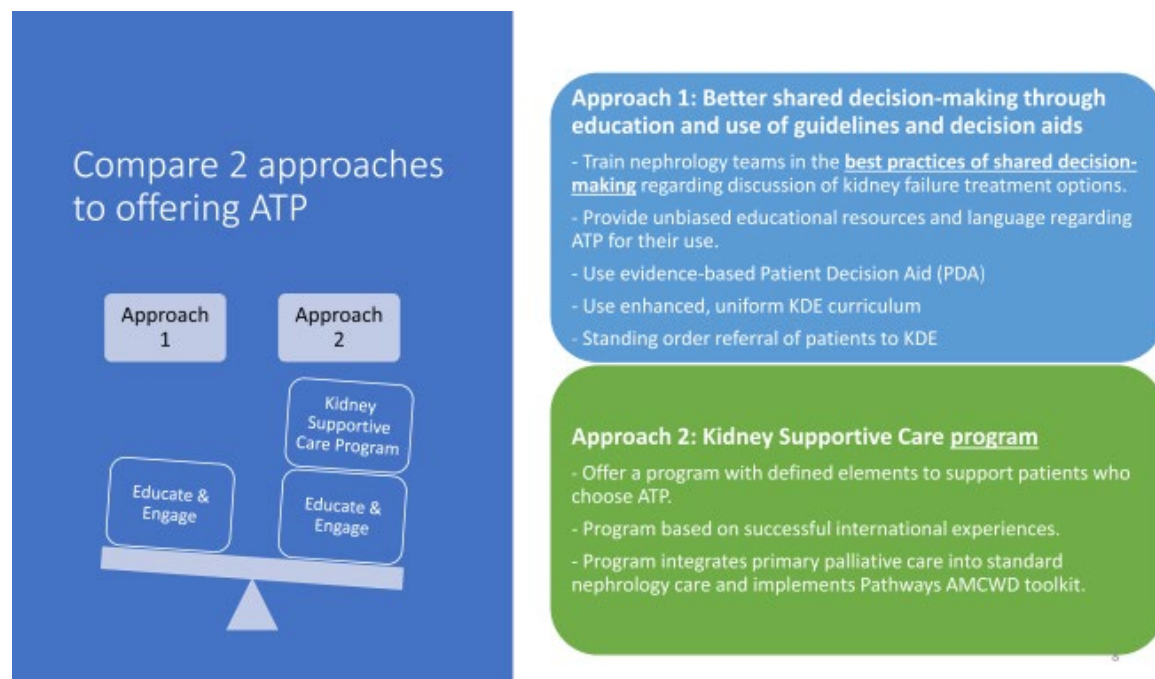 Compare 2 approaches
to offering ATP
Approach
1
Approach
2
Kidney
Supportive
Care Program
Educate &
Engage
Educate &
Engage
Approach 1: Better shared decision-making through
education and use of guidelines and decision aids
- Train nephrology teams in the best practices of shared decision-
making regarding discussion of kidney failure treatment options.
- Provide unbiased educational resources and language regarding
ATP for their use.
- Use evidence-based Patient Decision Aid (PDA)
- Use enhanced, uniform KDE curriculum
- Standing order referral of patients to KDE
Approach 2: Kidney Supportive Care program
- Offer a program with defined elements to support patients who
choose ATP.
- Program based on successful international experiences.
- Program integrates primary palliative care into standard
nephrology care and implements Pathways AMCWD toolkit.